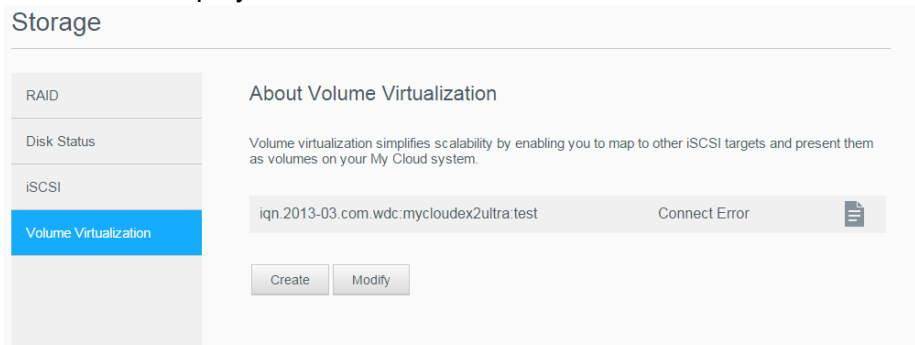 Storage
RAID
Disk Status
iSCSI
Volume Virtualization
About Volume Virtualization
Volume virtualization simplifies scalability by enabling you to map to other iSCSI targets and present them
as volumes on your My Cloud system.
iqn.2013-03.com.wdc:mycloudex2ultra:test Connect Error
Create Modify